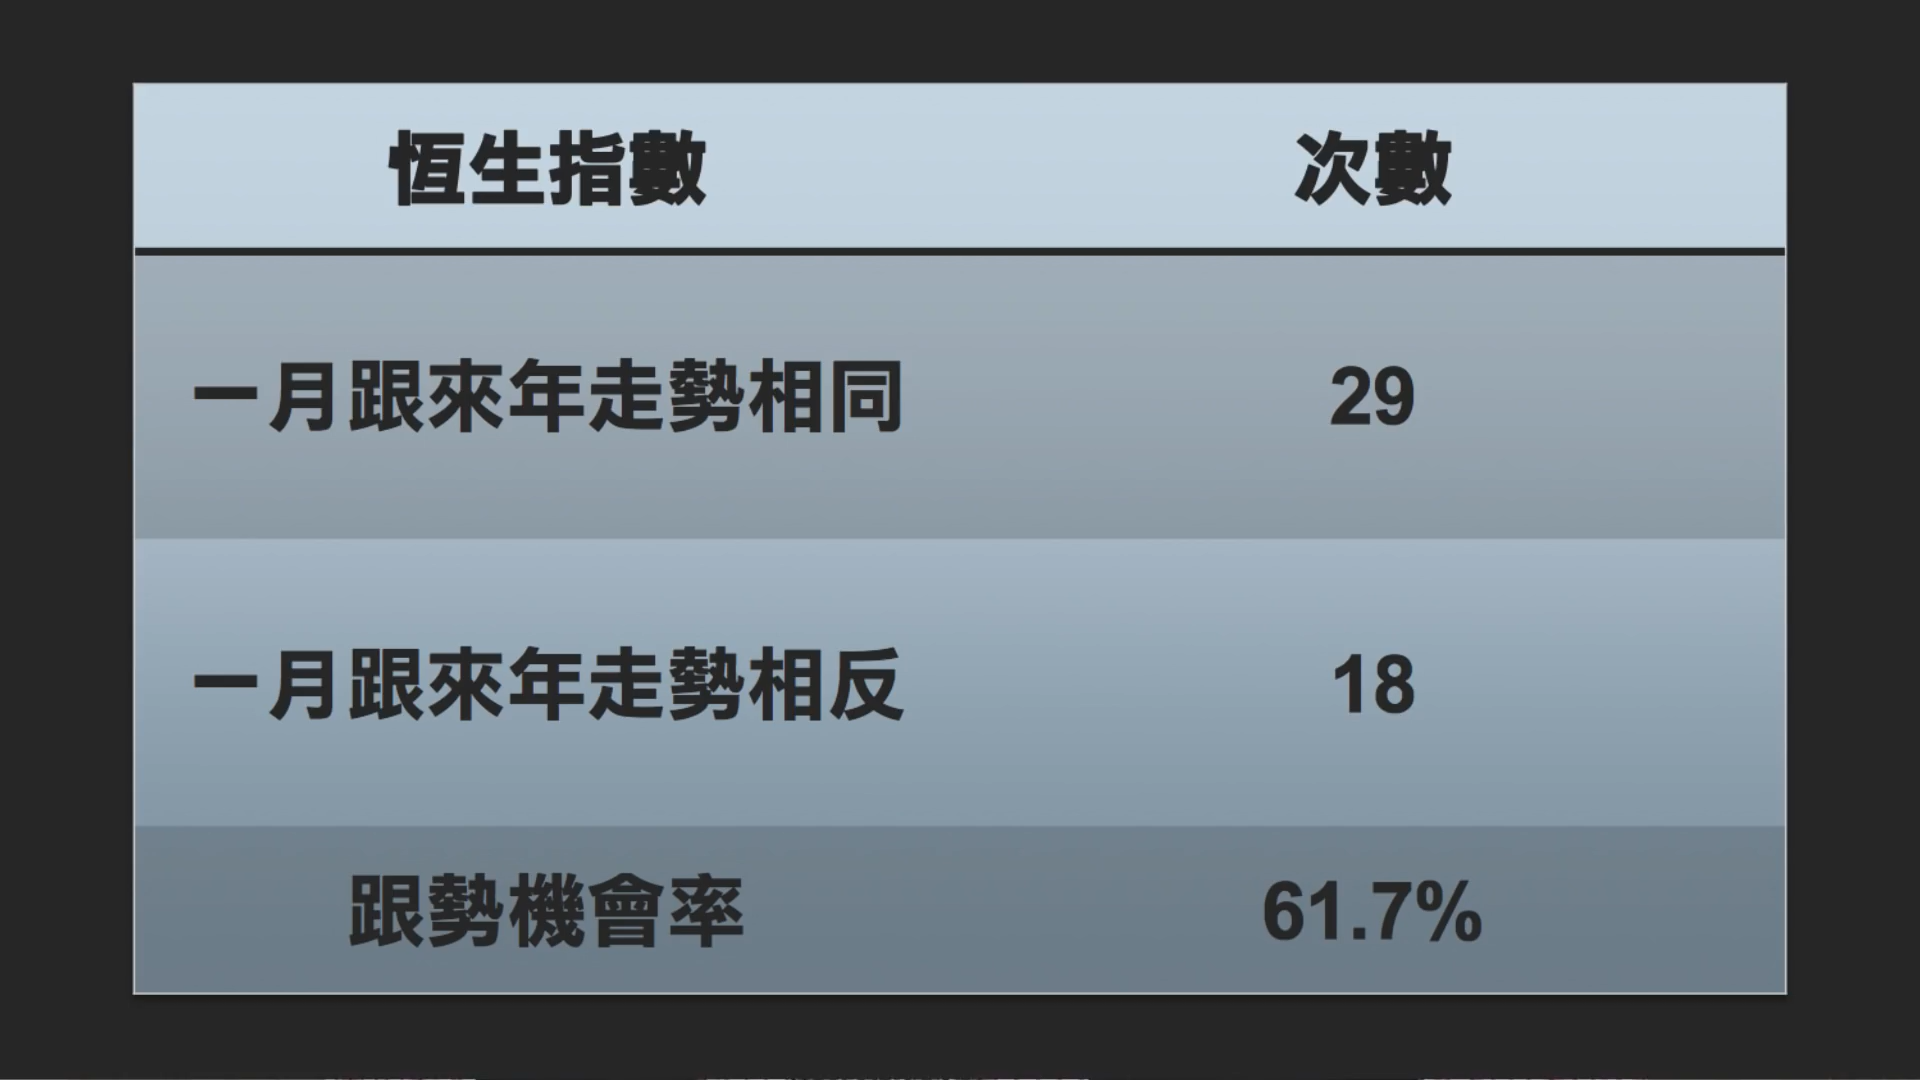 恆生指數 次數
一月跟來年走勢相同 29
一月跟來年走勢相反 18
跟勢機會率 61.7%